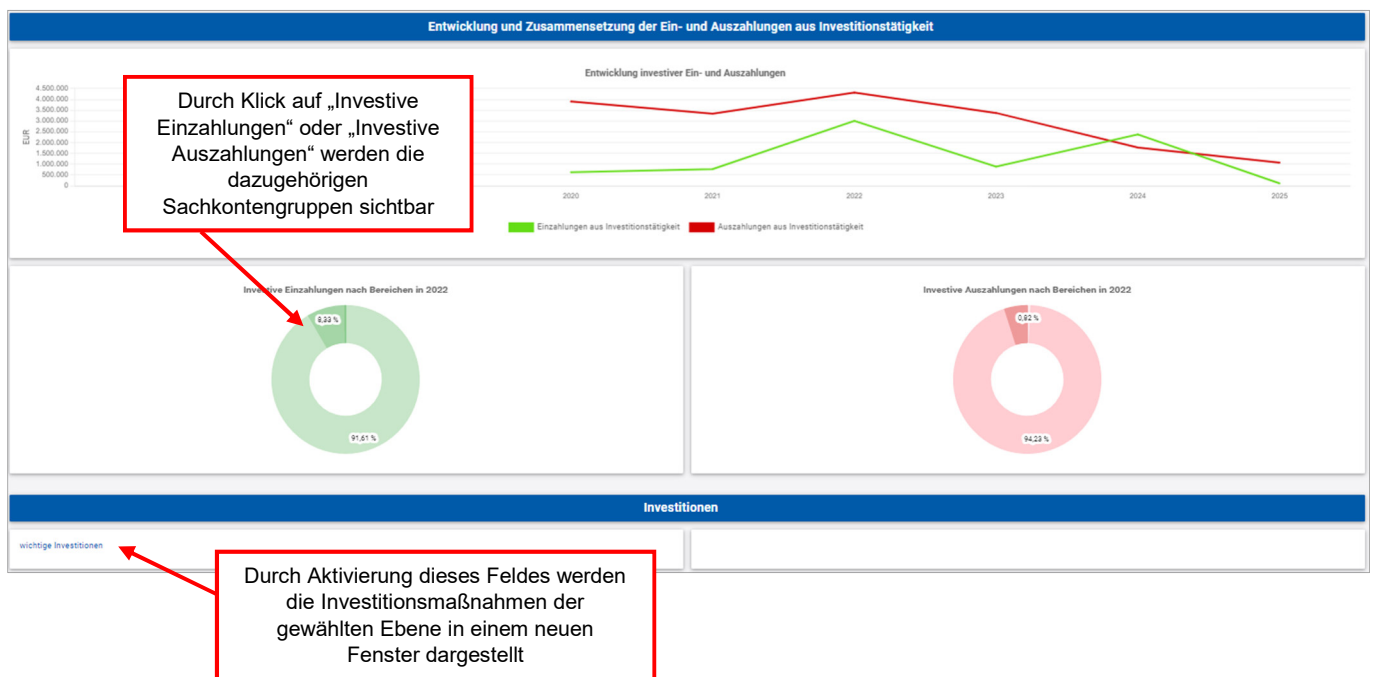 Entwicklung und Zusammensetzung der Ein- und Auszahlungen aus Investitionstätigkeit
Entwicklung investiver Ein- und Auszahlungen
4.500.000
4.000.000
3.500.000
3.000.000
2.500.000
2.000.000
1.500.000
1.000.000
500.000
0
EUR
Durch Klick auf „Investive
Einzahlungen“ oder „Investive
Auszahlungen“ werden die
dazugehörigen
Sachkontengruppen sichtbar
2020 2021 2022 2023 2024 2025
Einzahlungen aus Investitionstätigkeit Auszahlungen aus Investitionstätigkeit
Investive Einzahlungen nach Bereichen in 2022
8,33 %
91,61 %
Investive Auszahlungen nach Bereichen in 2022
0,82 %
94,23 %
Investitionen
wichtige Investitionen
Durch Aktivierung dieses Feldes werden
die Investitionsmaßnahmen der
gewählten Ebene in einem neuen
Fenster dargestellt